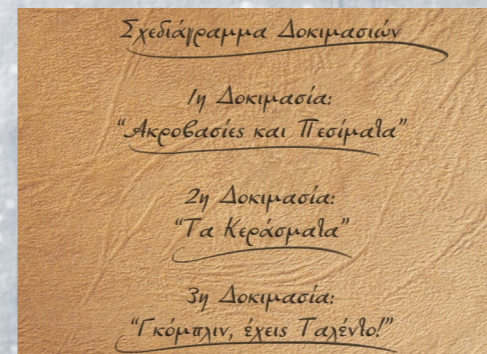 Σχεδιάγραμμα Δοκιμασιών
1η Δοκιμασία:
“Ακροβασίες και Πεσίματα”
2η Δοκιμασία:
“Τα Κεράσματα”
3η Δοκιμασία:
“Γκόμπλιν, έχεις Ταλέντο!”